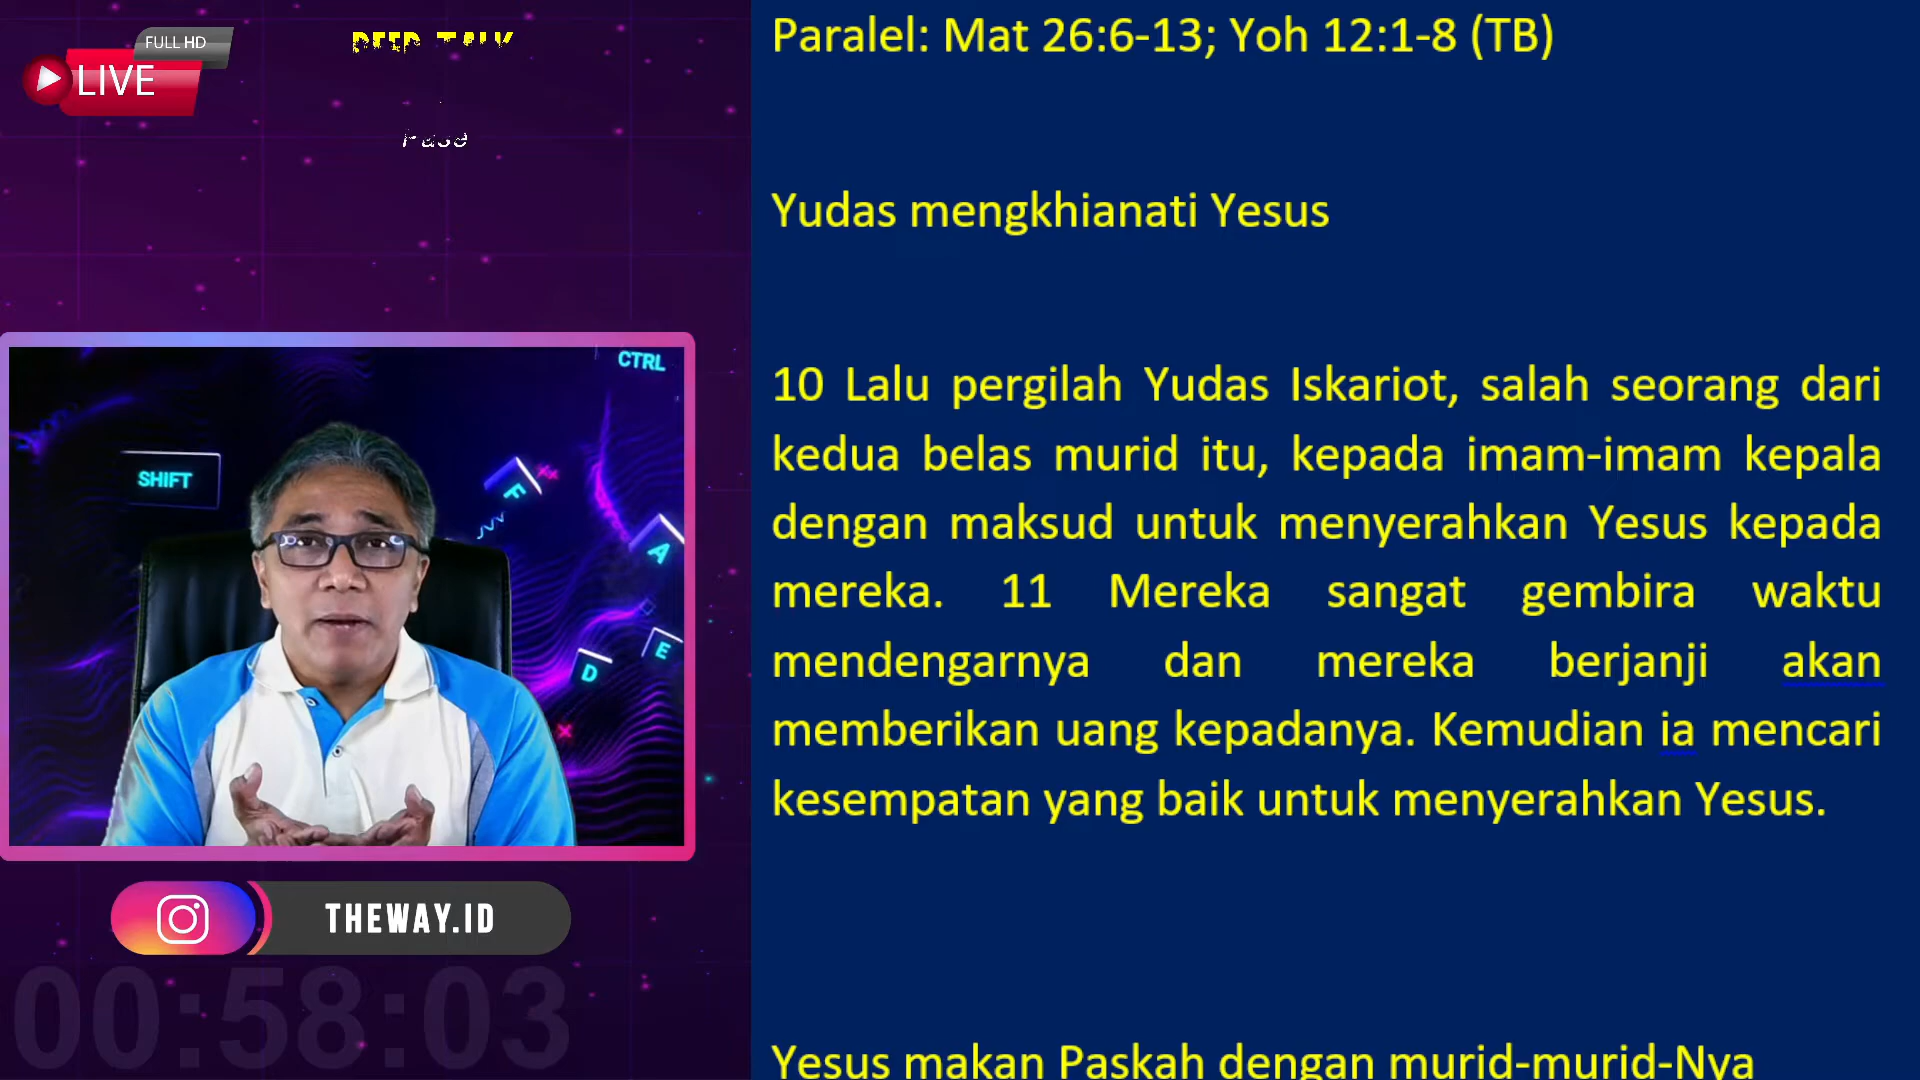 FULL HD
LIVE
DEEP TALK
CTRL
SHIFT
F
A
E
D
THEWAY.ID
00:58:03
Paralel: Mat 26:6-13; Yoh 12:1-8 (TB)
Yudas mengkhianati Yesus
10 Lalu pergilah Yudas Iskariot, salah seorang dari
kedua belas murid itu, kepada imam-imam kepala
dengan maksud untuk menyerahkan Yesus kepada
mereka. 11 Mereka sangat gembira waktu
mendengarnya dan mereka berjanji akan
memberikan uang kepadanya. Kemudian ia mencari
kesempatan yang baik untuk menyerahkan Yesus.
Yesus makan Paskah dengan murid-murid-Nya